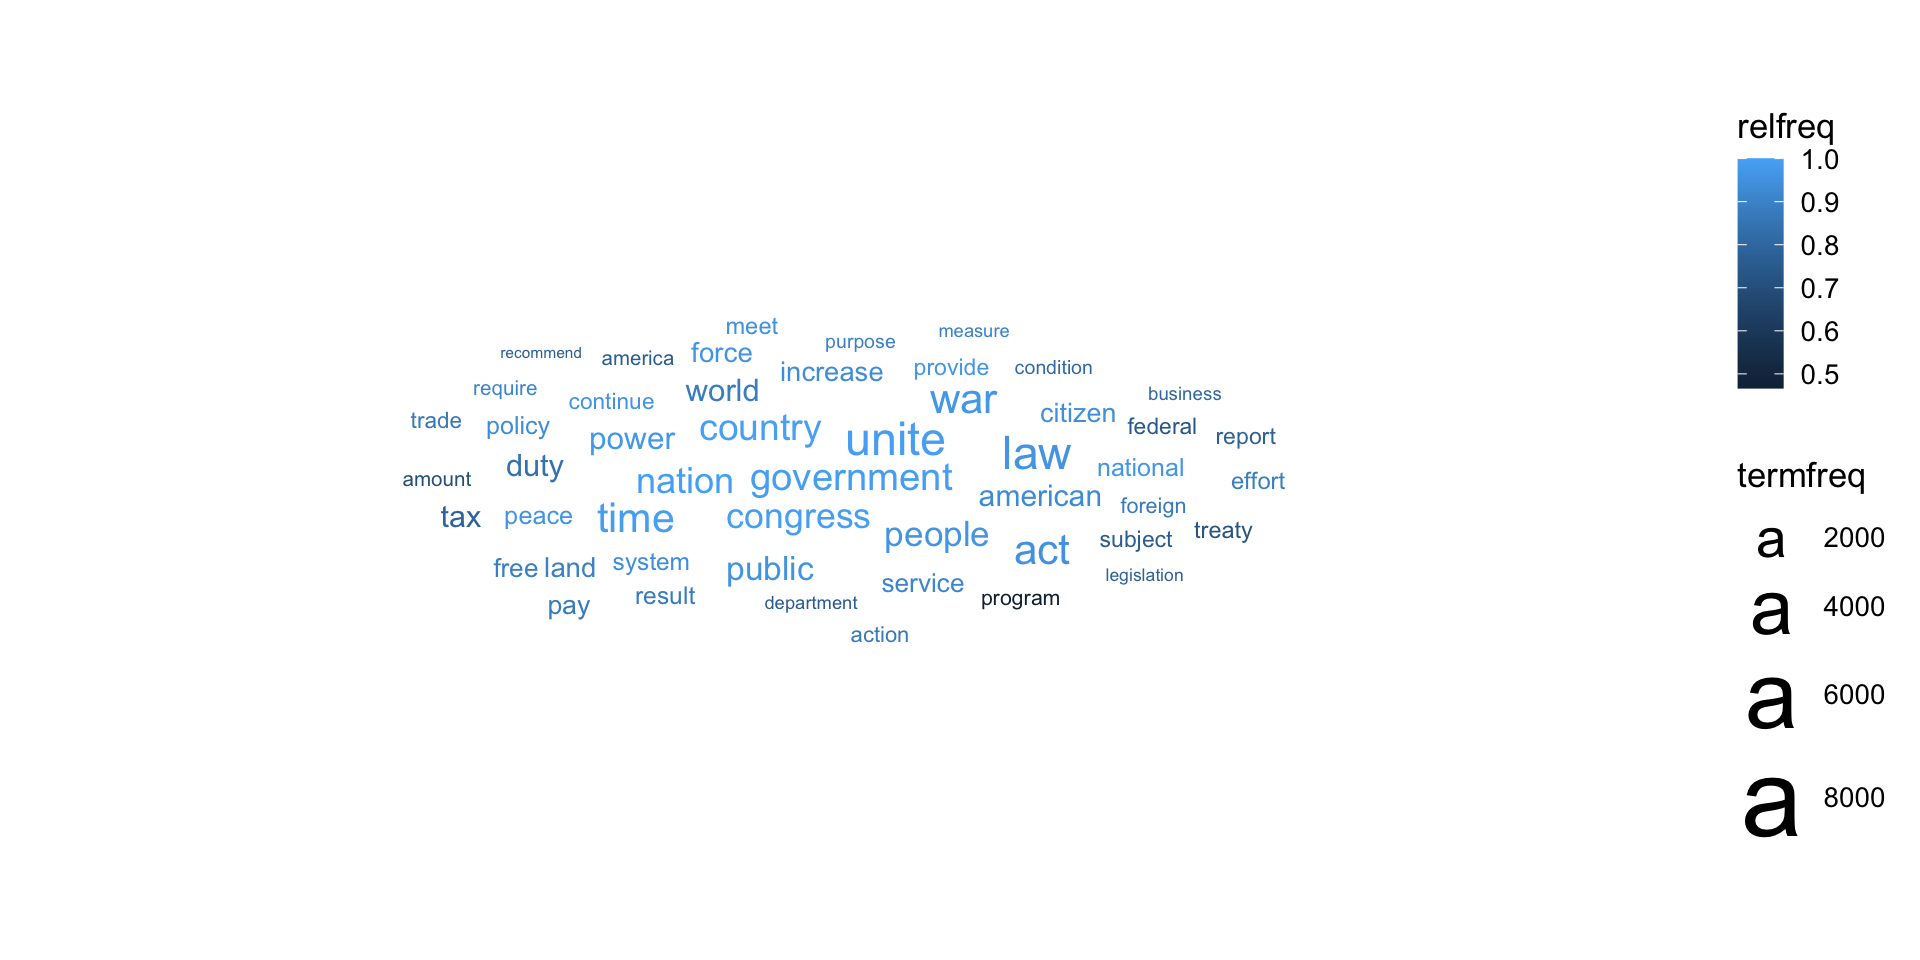 meet
purpose
measure
recommend
america
force
increase
provide
condition
require
continue
world
war
business
trade
policy
power
country
unite
citizen
federal
report
amount
duty
nation
government
law
national
effort
american
foreign
tax
peace
time
congress
people
act
subject
treaty
free
land
system
public
service
legislation
pay
result
department
program
action
relfreq
1.0
0.9
0.8
0.7
0.6
0.5
termfreq
a 2000
a 4000
a 6000
a 8000